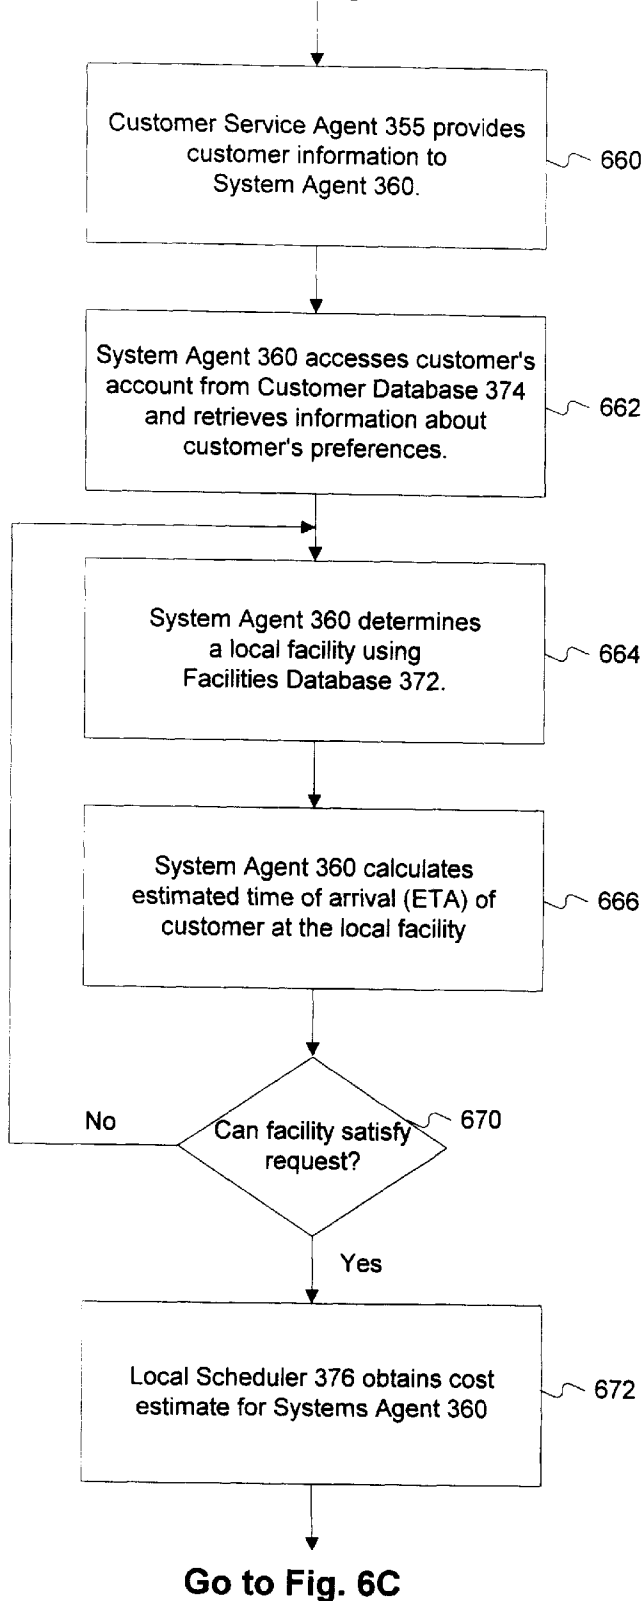 Customer Service Agent 355 provides
customer information to
System Agent 360.
660
System Agent 360 accesses customer's
account from Customer Database 374
and retrieves information about
customer's preferences.
662
System Agent 360 determines
a local facility using
Facilities Database 372.
664
System Agent 360 calculates
estimated time of arrival (ETA) of
customer at the local facility
666
No
Can facility satisfy
request?
670
Yes
Local Scheduler 376 obtains cost
estimate for Systems Agent 360
672
Go to Fig. 6C